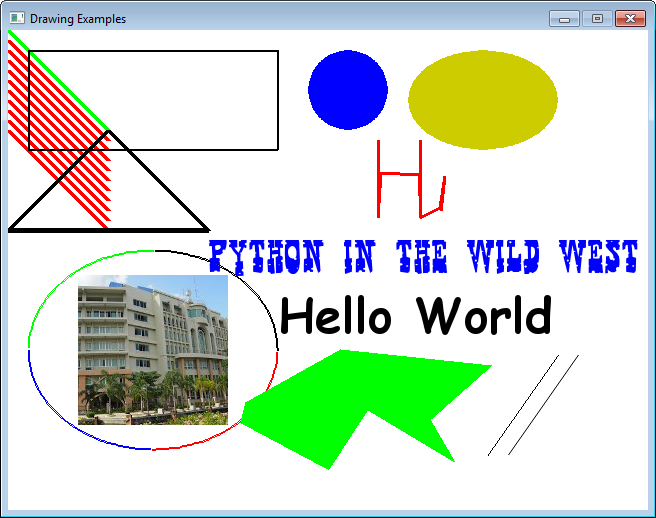 Drawing Examples
PYTHON IN THE WILD WEST
Hello World